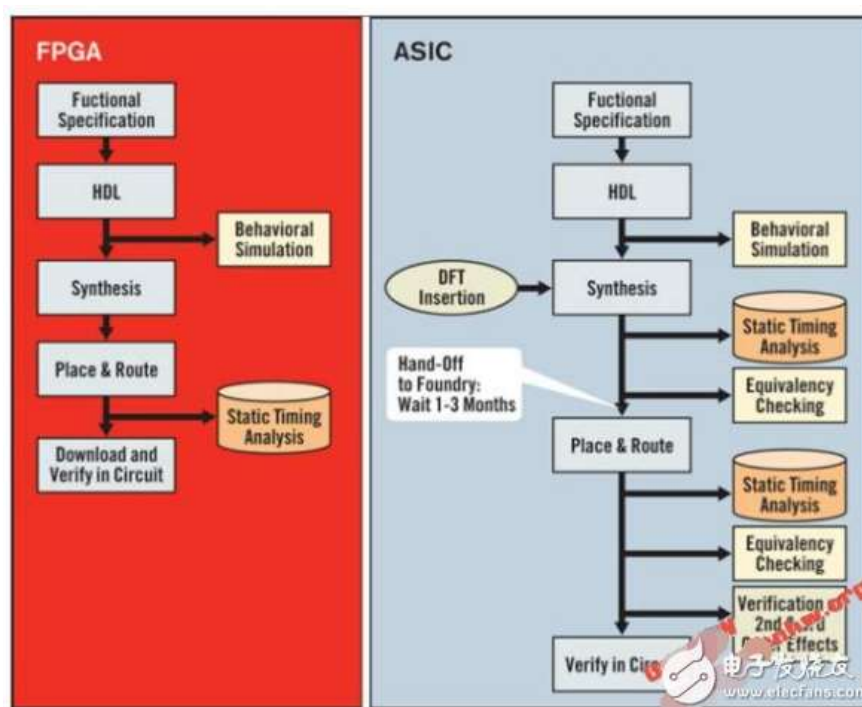 FPGA
Fuctional
Specification
HDL
Behavioral
Simulation
Synthesis
Place & Route
Static Timing
Analysis
Download and
Verify in Circuit
ASIC
Fuctional
Specification
HDL
Behavioral
Simulation
DFT
Insertion
Synthesis
Static Timing
Analysis
Hand-Off
to Foundry:
Wait 1-3 Months
Equivalency
Checking
Place & Route
Static Timing
Analysis
Equivalency
Checking
Verification
2nd
Effects
Verify in
电子发烧友
www.elecfans.com